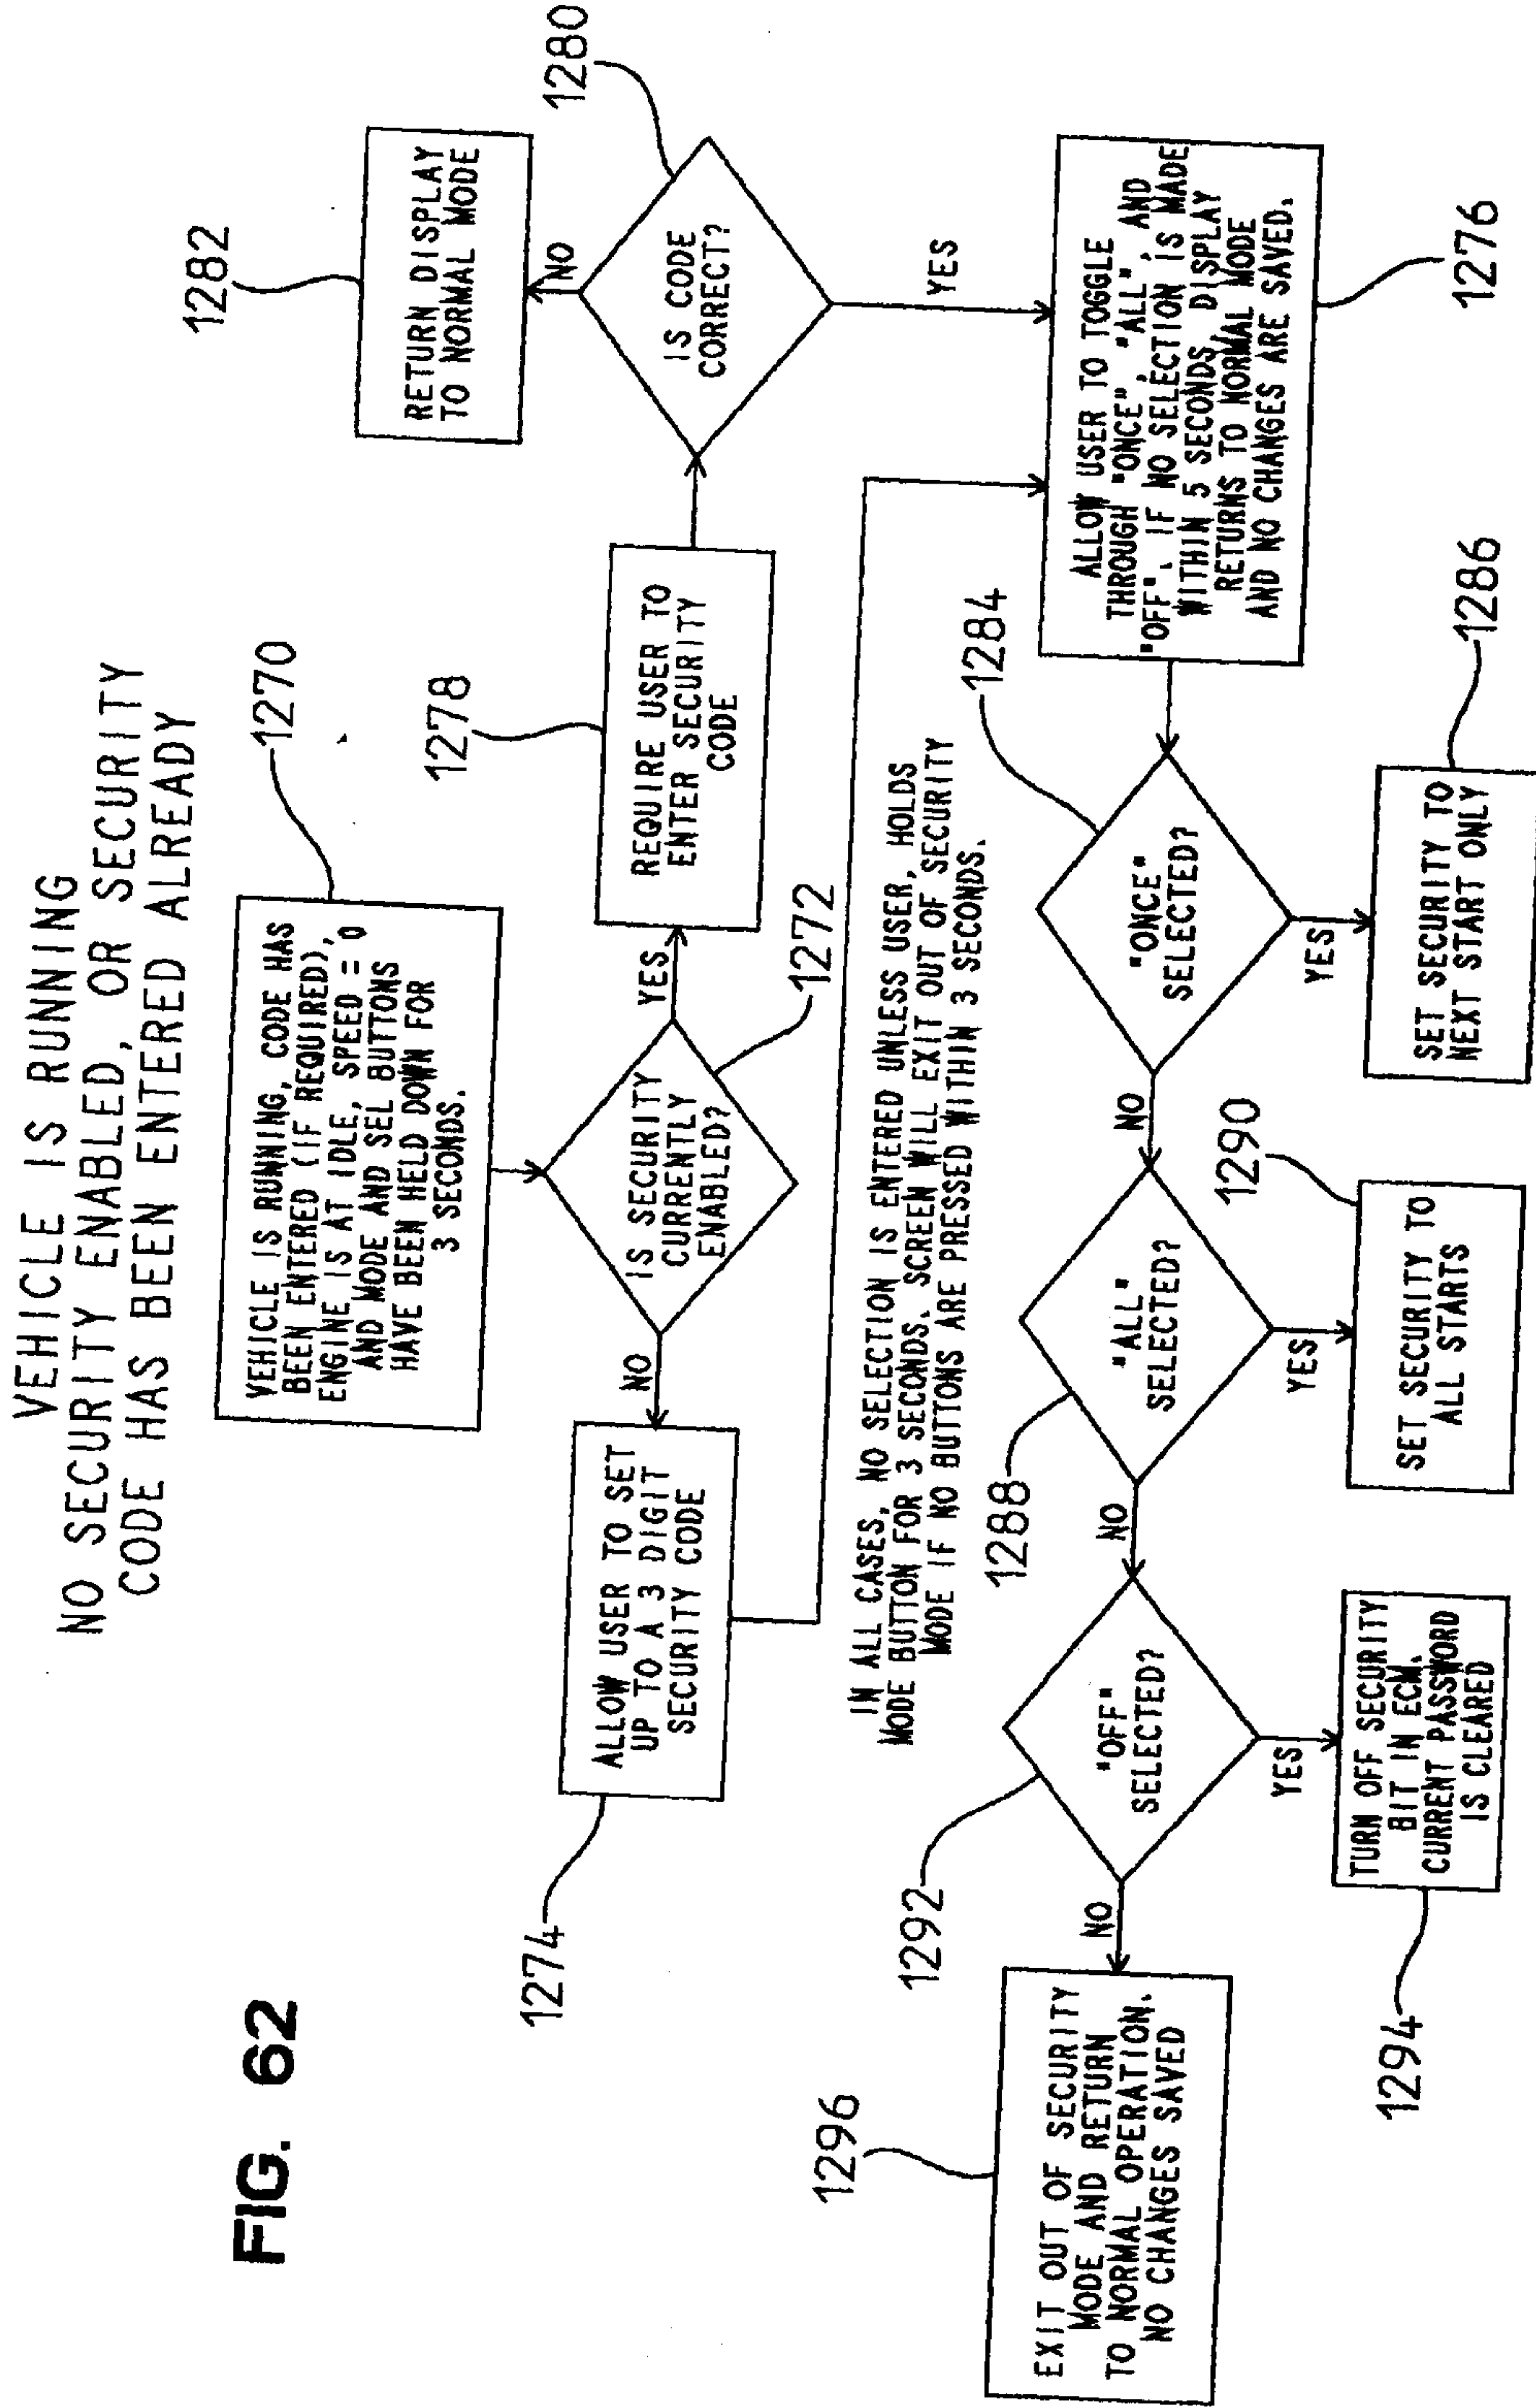 FIG. 62
VEHICLE IS RUNNING
NO SECURITY ENABLED, OR SECURITY
CODE HAS BEEN ENTERED ALREADY
1270
VEHICLE IS RUNNING, CODE HAS
BEEN ENTERED (IF REQUIRED),
ENGINE IS AT IDLE, SPEED = 0
AND MODE AND SEL BUTTONS
HAVE BEEN HELD DOWN FOR
3 SECONDS.
1272
IS SECURITY
CURRENTLY
ENABLED?
NO
YES
1274
ALLOW USER TO SET
UP TO A 3 DIGIT
SECURITY CODE
1278
REQUIRE USER TO
ENTER SECURITY
CODE
1280
IS CODE
CORRECT?
NO
YES
1282
RETURN DISPLAY
TO NORMAL MODE
IN ALL CASES, NO SELECTION IS ENTERED UNLESS USER, HOLDS
MODE BUTTON FOR 3 SECONDS. SCREEN WILL EXIT OUT OF SECURITY
MODE IF NO BUTTONS ARE PRESSED WITHIN 3 SECONDS.
1276
ALLOW USER TO TOGGLE
THROUGH "ONCE", "ALL", AND
"OFF". IF NO SELECTION IS MADE
WITHIN 5 SECONDS, DISPLAY
RETURNS TO NORMAL MODE
AND NO CHANGES ARE SAVED.
1284
"ONCE"
SELECTED?
NO
YES
1286
SET SECURITY TO
NEXT START ONLY
1288
"ALL"
SELECTED?
NO
YES
1290
SET SECURITY TO
ALL STARTS
1292
"OFF"
SELECTED?
NO
YES
1294
TURN OFF SECURITY
BIT IN ECM.
CURRENT PASSWORD
IS CLEARED
1296
EXIT OUT OF SECURITY
MODE AND RETURN
TO NORMAL OPERATION.
NO CHANGES SAVED